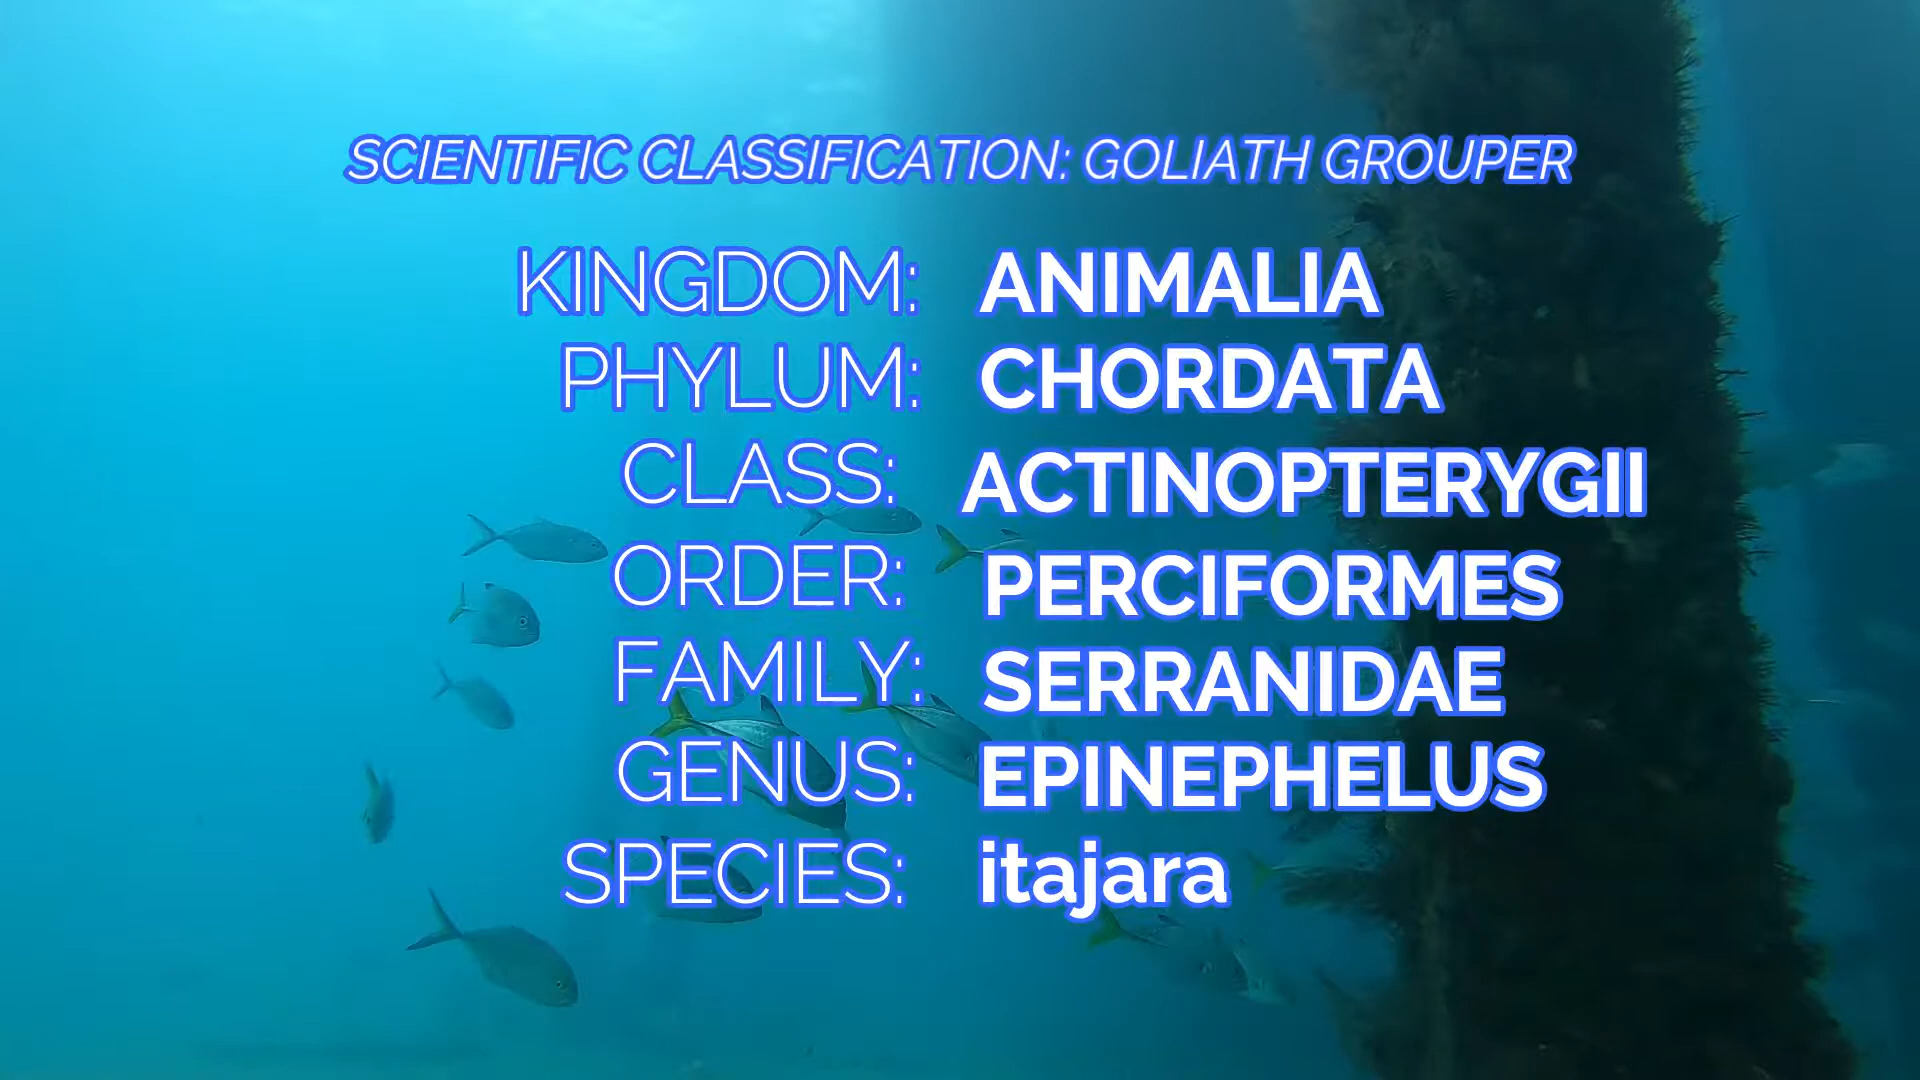 SCIENTIFIC CLASSIFICATION: GOLIATH GROUPER
KINGDOM: ANIMALIA
PHYLUM: CHORDATA
CLASS: ACTINOPTERYGII
ORDER: PERCIFORMES
FAMILY: SERRANIDAE
GENUS: EPINEPHELUS
SPECIES: itajara